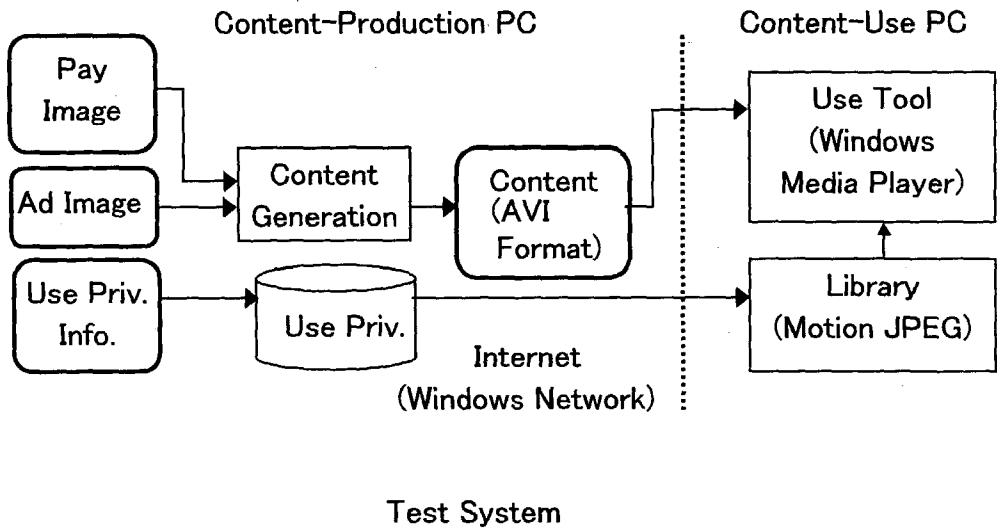 Content-Production PC
Content-Use PC
Pay
Image
Ad Image
Use Priv.
Info.
Content
Generation
Use Priv.
Content
(AVI
Format)
Internet
(Windows Network)
Use Tool
(Windows
Media Player)
Library
(Motion JPEG)
Test System